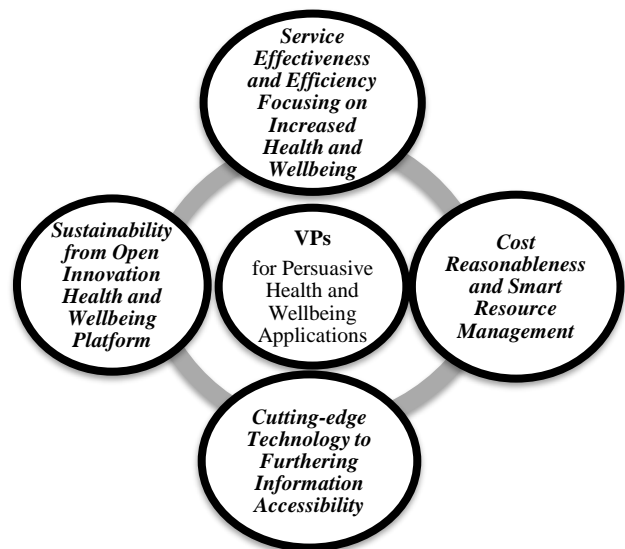 Service
Effectiveness
and Efficiency
Focusing on
Increased
Health and
Wellbeing
Sustainability
from Open
Innovation
Health and
Wellbeing
Platform
VPs
for Persuasive
Health and
Wellbeing
Applications
Cost
Reasonableness
and Smart
Resource
Management
Cutting-edge
Technology to
Furthering
Information
Accessibility